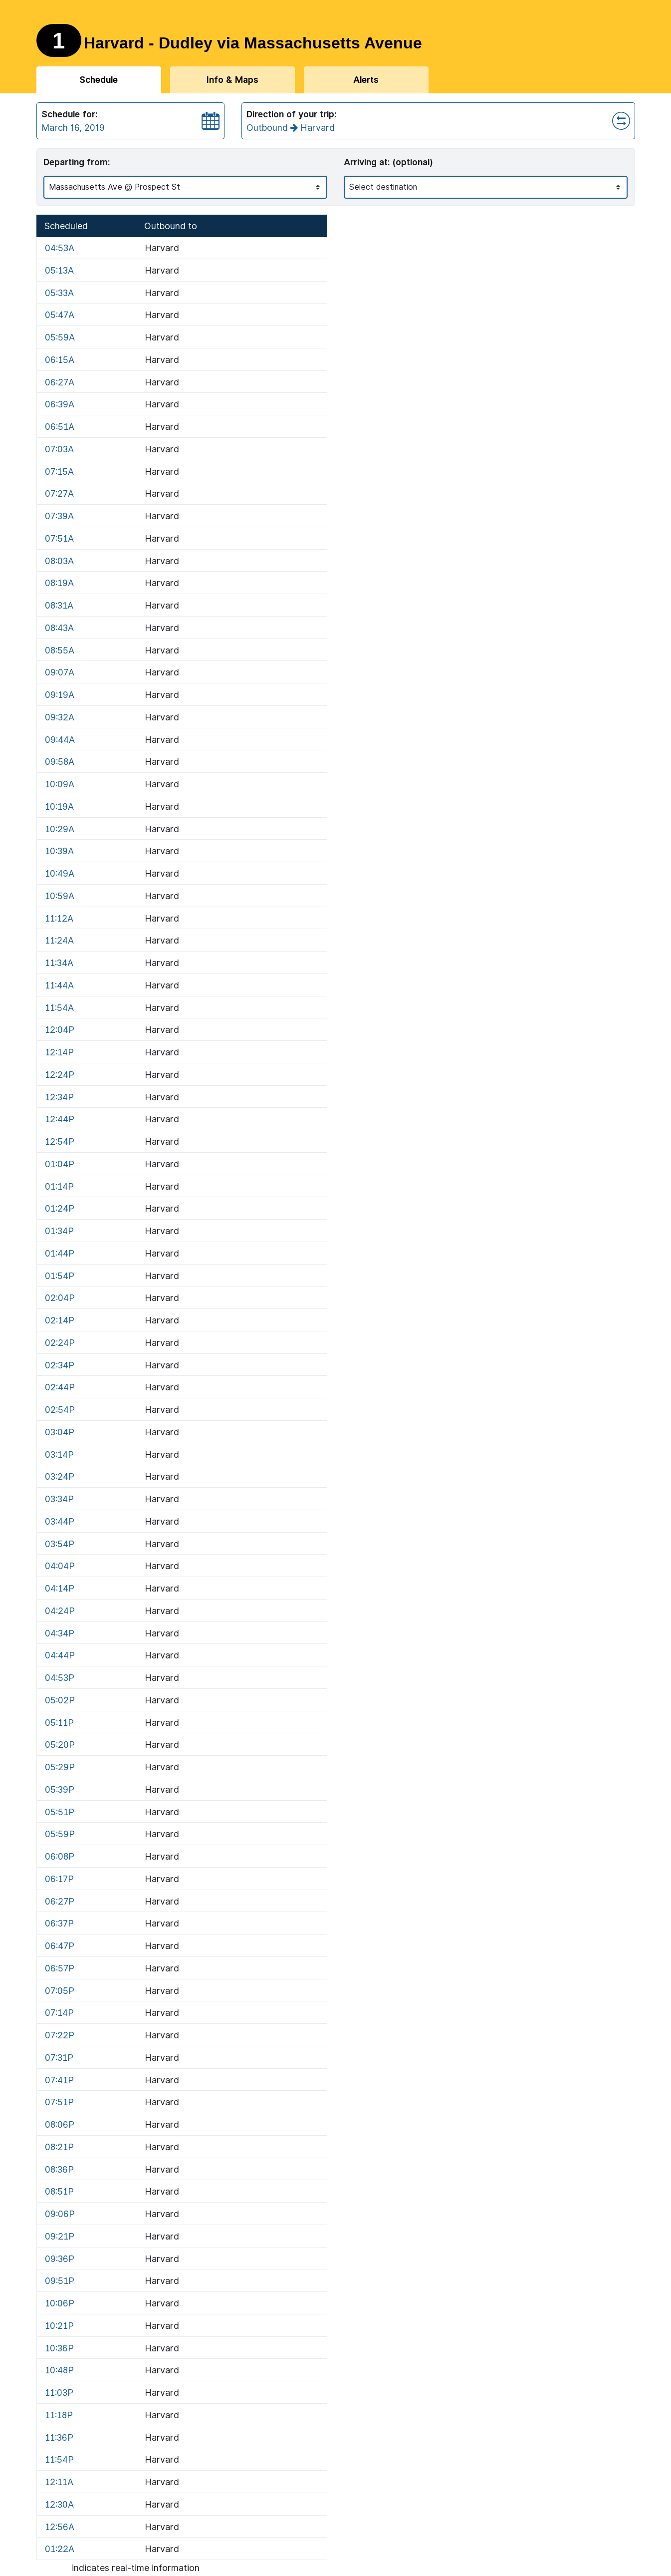 1 Harvard - Dudley via Massachusetts Avenue
Schedule Info & Maps Alerts
Schedule for:
March 16, 2019
Direction of your trip:
Outbound Harvard
Departing from:
Massachusetts Ave @ Prospect St
Arriving at: (optional)
Select destination
Scheduled Outbound to
04:53A Harvard
05:13A Harvard
05:33A Harvard
05:47A Harvard
05:59A Harvard
06:15A Harvard
06:27A Harvard
06:39A Harvard
06:51A Harvard
07:03A Harvard
07:15A Harvard
07:27A Harvard
07:39A Harvard
07:51A Harvard
08:03A Harvard
08:19A Harvard
08:31A Harvard
08:43A Harvard
08:55A Harvard
09:07A Harvard
09:19A Harvard
09:32A Harvard
09:44A Harvard
09:58A Harvard
10:09A Harvard
10:19A Harvard
10:29A Harvard
10:39A Harvard
10:49A Harvard
10:59A Harvard
11:12A Harvard
11:24A Harvard
11:34A Harvard
11:44A Harvard
11:54A Harvard
12:04P Harvard
12:14P Harvard
12:24P Harvard
12:34P Harvard
12:44P Harvard
12:54P Harvard
01:04P Harvard
01:14P Harvard
01:24P Harvard
01:34P Harvard
01:44P Harvard
01:54P Harvard
02:04P Harvard
02:14P Harvard
02:24P Harvard
02:34P Harvard
02:44P Harvard
02:54P Harvard
03:04P Harvard
03:14P Harvard
03:24P Harvard
03:34P Harvard
03:44P Harvard
03:54P Harvard
04:04P Harvard
04:14P Harvard
04:24P Harvard
04:34P Harvard
04:44P Harvard
04:53P Harvard
05:02P Harvard
05:11P Harvard
05:20P Harvard
05:29P Harvard
05:39P Harvard
05:51P Harvard
05:59P Harvard
06:08P Harvard
06:17P Harvard
06:27P Harvard
06:37P Harvard
06:47P Harvard
06:57P Harvard
07:05P Harvard
07:14P Harvard
07:22P Harvard
07:31P Harvard
07:41P Harvard
07:51P Harvard
08:06P Harvard
08:21P Harvard
08:36P Harvard
08:51P Harvard
09:06P Harvard
09:21P Harvard
09:36P Harvard
09:51P Harvard
10:06P Harvard
10:21P Harvard
10:36P Harvard
10:48P Harvard
11:03P Harvard
11:18P Harvard
11:36P Harvard
11:54P Harvard
12:11A Harvard
12:30A Harvard
12:56A Harvard
01:22A Harvard
indicates real-time information